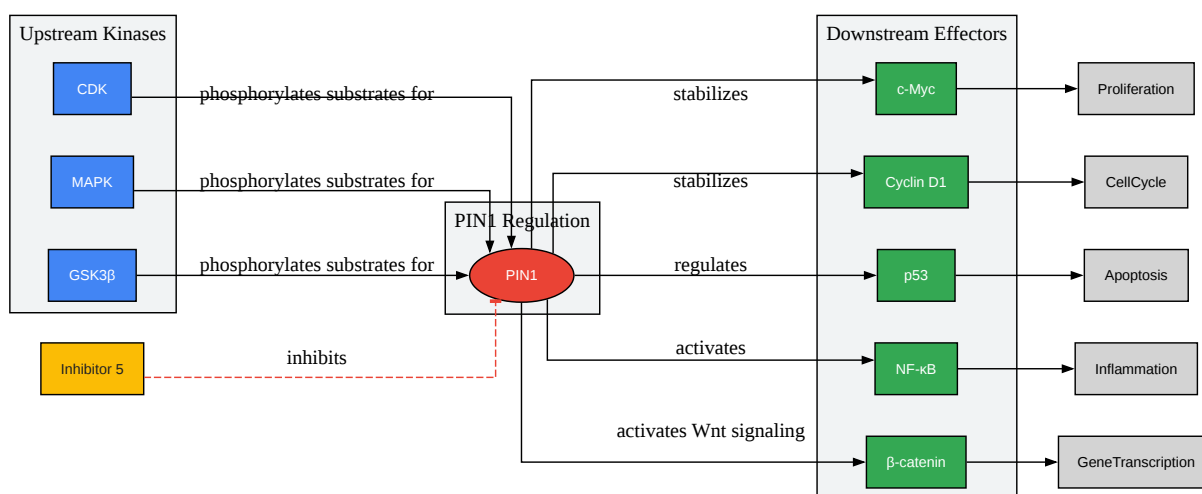 Upstream Kinases
Downstream Effectors
CDK
phosphorylates substrates for
stabilizes
c-Myc
Proliferation
MAPK
phosphorylates substrates for
stabilizes
Cyclin D1
CellCycle
PIN1 Regulation
GSK3β
phosphorylates substrates for
PIN1
regulates
p53
Apoptosis
Inhibitor 5
inhibits
activates
NF-κB
Inflammation
activates Wnt signaling
β-catenin
GeneTranscription